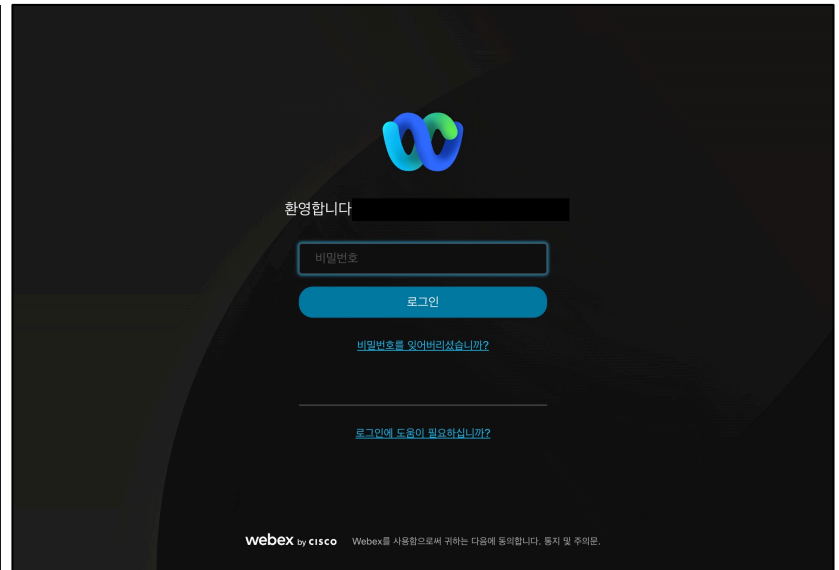 환영합니다
비밀번호
로그인
비밀번호를 잊어버리셨습니까?
로그인에 도움이 필요하십니까?
webex by CISCO Webex를 사용함으로써 귀하는 다음에 동의합니다. 통지 및 주의문.